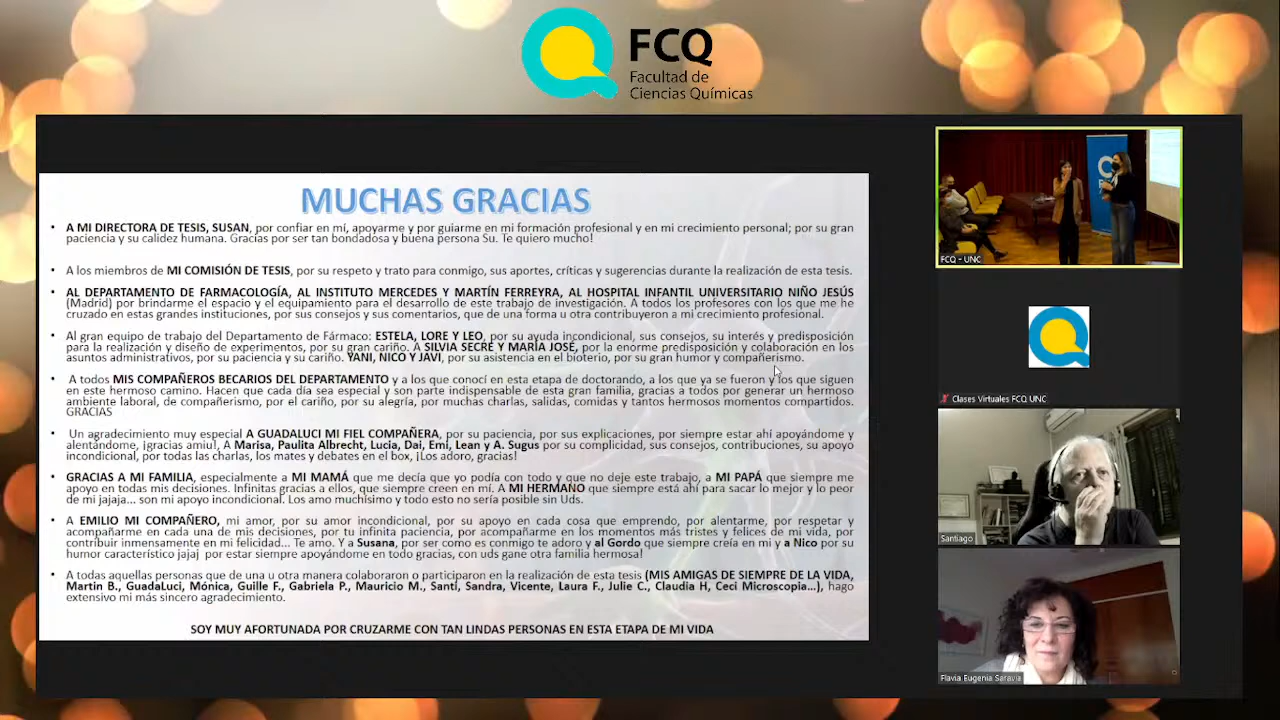 FCQ
Facultad de
Ciencias Químicas
MUCHAS GRACIAS
• A MI DIRECTORA DE TESIS, SUSAN, por confiar en mí, apoyarme y por guiarme en mi formación profesional y en mi crecimiento personal; por su gran
paciencia y su calidez humana. Gracias por ser tan bondadosa y buena persona Su. Te quiero mucho!
• A los miembros de MI COMISIÓN DE TESIS, por su respeto y trato para conmigo, sus aportes, críticas y sugerencias durante la realización de esta tesis.
• AL DEPARTAMENTO DE FARMACOLOGÍA, AL INSTITUTO MERCEDES Y MARTÍN FERREYRA, AL HOSPITAL INFANTIL UNIVERSITARIO NIÑO JESÚS
(Madrid) por brindarme el espacio y el equipamiento para el desarrollo de este trabajo de investigación. A todos los profesores con los que me he
cruzado en estas grandes instituciones, por sus consejos y sus comentarios, que de una forma u otra contribuyeron a mi crecimiento profesional.
• Al gran equipo de trabajo del Departamento de Fármaco: ESTELA, LORE Y LEO, por su ayuda incondicional, sus consejos, su interés y predisposición
para la realización y diseño de experimentos, por su gran cariño. A SILVIA SECRE Y MARÍA JOSÉ, por la enorme predisposición y colaboración en los
asuntos administrativos, por su paciencia y su cariño. YANI, NICO Y JAVI, por su asistencia en el bioterio, por su gran humor y compañerismo.
• A todos MIS COMPAÑEROS BECARIOS DEL DEPARTAMENTO y a los que conocí en esta etapa de doctorando, a los que ya se fueron y los que siguen
en este hermoso camino. Hacen que cada día sea especial y son parte indispensable de esta gran familia, gracias a todos por generar un hermoso
ambiente laboral, de compañerismo, por el cariño, por su alegría, por muchas charlas, salidas, comidas y tantos hermosos momentos compartidos.
GRACIAS
• Un agradecimiento muy especial A GUADALUCI MI FIEL COMPAÑERA, por su paciencia, por sus explicaciones, por siempre estar ahí apoyándome y
alentándome, ¡gracias amiu!, A Marisa, Paulita Albrecht, Lucia, Dai, Emi, Lean y A. Sugus por su complicidad, sus consejos, contribuciones, su apoyo
incondicional, por todas las charlas, los mates y debates en el box, ¡Los adoro, gracias!
• GRACIAS A MI FAMILIA, especialmente a MI MAMÁ que me decía que yo podía con todo y que no deje este trabajo, a MI PAPÁ que siempre me
apoyo en todas mis decisiones. Infinitas gracias a ellos, que siempre creen en mí. A MI HERMANO que siempre está ahí para sacar lo mejor y lo peor
de mi jajaja... son mi apoyo incondicional. Los amo muchísimo y todo esto no sería posible sin Uds.
• A EMILIO MI COMPAÑERO, mi amor, por su amor incondicional, por su apoyo en cada cosa que emprendo, por alentarme, por respetar y
acompañarme en cada una de mis decisiones, por tu infinita paciencia, por acompañarme en los momentos más tristes y felices de mi vida, por
contribuir inmensamente en mi felicidad... Te amo. Y a Susana, por ser como es conmigo te adoro y al Gordo que siempre creía en mi y a Nico por su
humor característico jajaj por estar siempre apoyándome en todo gracias, con uds gane otra familia hermosa!
• A todas aquellas personas que de una u otra manera colaboraron o participaron en la realización de esta tesis (MIS AMIGAS DE SIEMPRE DE LA VIDA,
Martin B., GuadaLuci, Mónica, Guille F., Gabriela P., Mauricio M., Santi, Sandra, Vicente, Laura F., Julie C., Claudia H, Ceci Microscopia...), hago
extensivo mi más sincero agradecimiento.
SOY MUY AFORTUNADA POR CRUZARME CON TAN LINDAS PERSONAS EN ESTA ETAPA DE MI VIDA
FCQ - UNC
Clases Virtuales FCQ UNC
Santiago
Flavia Eugenia Saravia